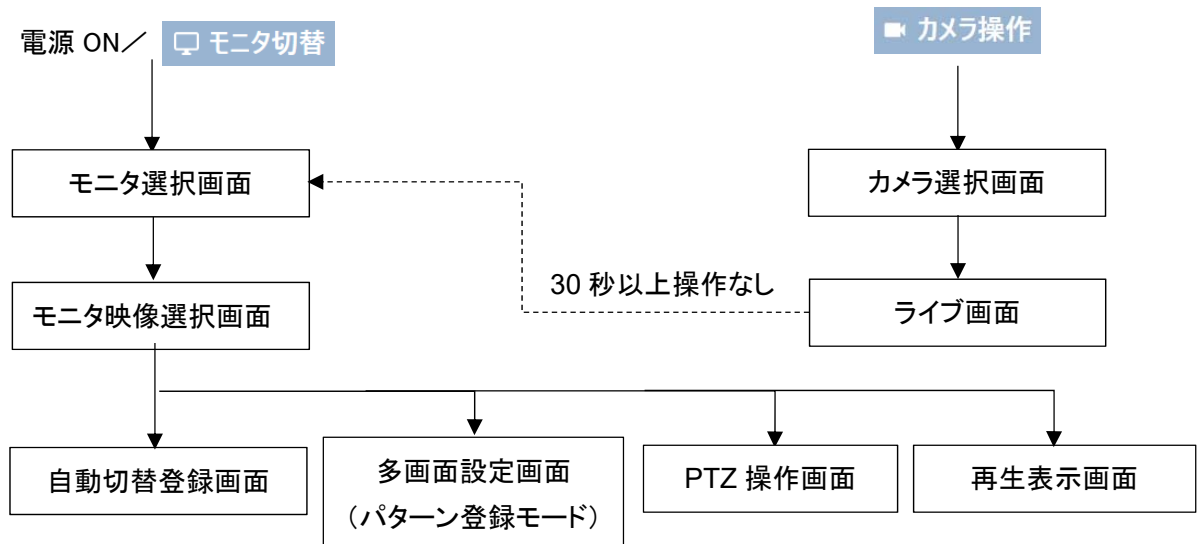 電源 ON／ モニタ切替
カメラ操作
モニタ選択画面
カメラ選択画面
30 秒以上操作なし
モニタ映像選択画面
ライブ画面
自動切替登録画面
多画面設定画面
（パターン登録モード）
PTZ 操作画面
再生表示画面